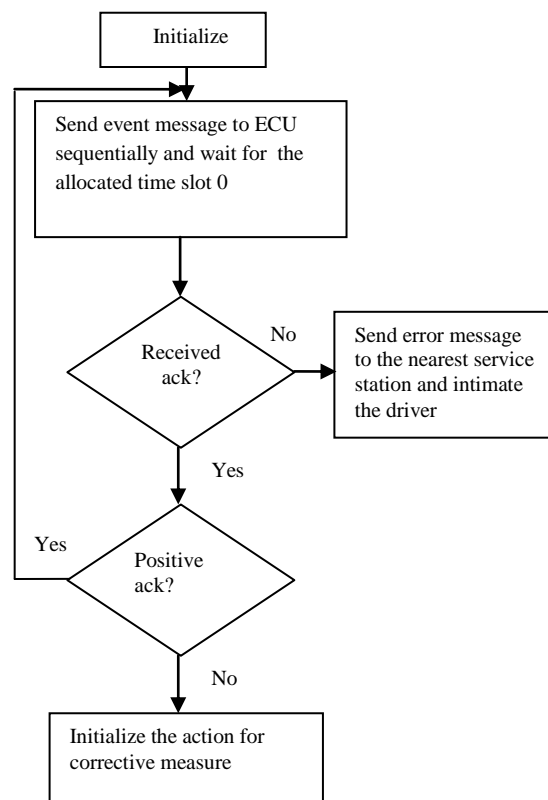 Initialize
Send event message to ECU
sequentially and wait for the
allocated time slot 0
Received
ack?
No
Send error message
to the nearest service
station and intimate
the driver
Yes
Yes
Positive
ack?
No
Initialize the action for
corrective measure